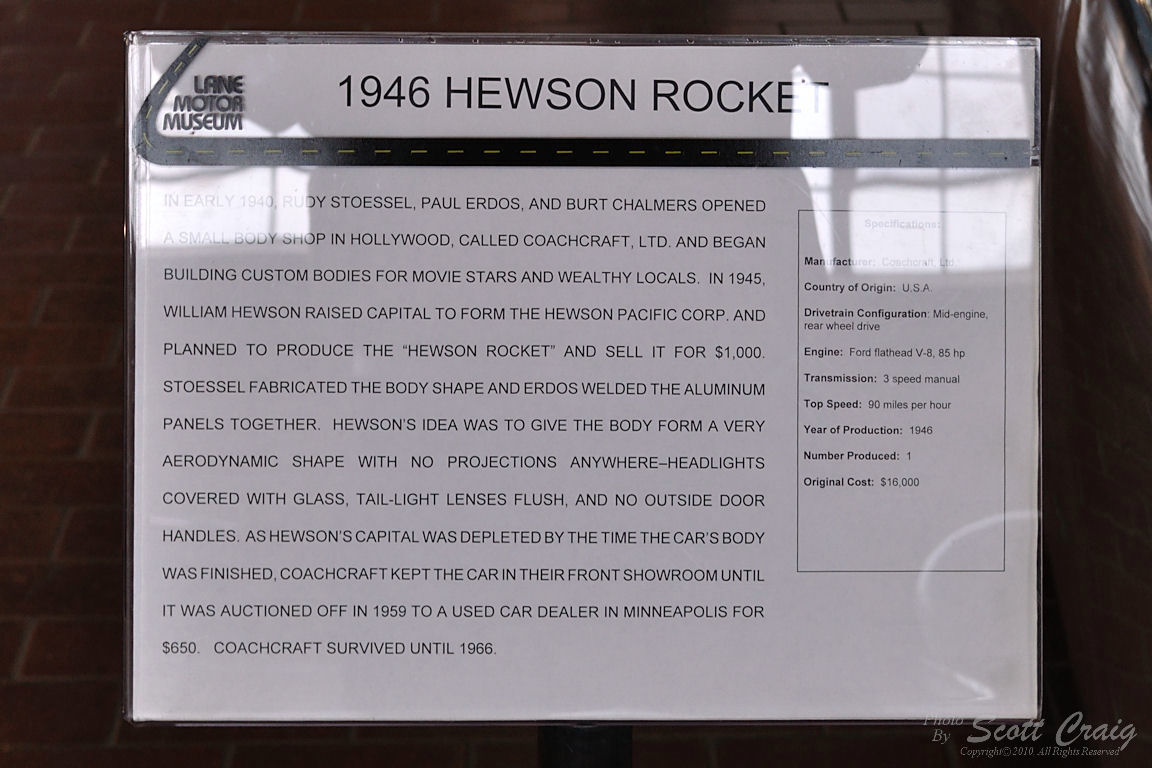 LANE
MOTOR
MUSEUM
1946 HEWSON ROCKET
IN EARLY 1940, RUDY STOESSEL, PAUL ERDOS, AND BURT CHALMERS OPENED
A SMALL BODY SHOP IN HOLLYWOOD, CALLED COACHCRAFT, LTD. AND BEGAN
BUILDING CUSTOM BODIES FOR MOVIE STARS AND WEALTHY LOCALS. IN 1945,
WILLIAM HEWSON RAISED CAPITAL TO FORM THE HEWSON PACIFIC CORP. AND
PLANNED TO PRODUCE THE “HEWSON ROCKET” AND SELL IT FOR $1,000.
STOESSEL FABRICATED THE BODY SHAPE AND ERDOS WELDED THE ALUMINUM
PANELS TOGETHER. HEWSON’S IDEA WAS TO GIVE THE BODY FORM A VERY
AERODYNAMIC SHAPE WITH NO PROJECTIONS ANYWHERE–HEADLIGHTS
COVERED WITH GLASS, TAIL-LIGHT LENSES FLUSH, AND NO OUTSIDE DOOR
HANDLES. AS HEWSON’S CAPITAL WAS DEPLETED BY THE TIME THE CAR’S BODY
WAS FINISHED, COACHCRAFT KEPT THE CAR IN THEIR FRONT SHOWROOM UNTIL
IT WAS AUCTIONED OFF IN 1959 TO A USED CAR DEALER IN MINNEAPOLIS FOR
$650. COACHCRAFT SURVIVED UNTIL 1966.
Specifications:
Manufacturer: Coachcraft, Ltd.
Country of Origin: U.S.A.
Drivetrain Configuration: Mid-engine,
rear wheel drive
Engine: Ford flathead V-8, 85 hp
Transmission: 3 speed manual
Top Speed: 90 miles per hour
Year of Production: 1946
Number Produced: 1
Original Cost: $16,000
Photo
By Scott Craig
Copyright© 2010. All Rights Reserved